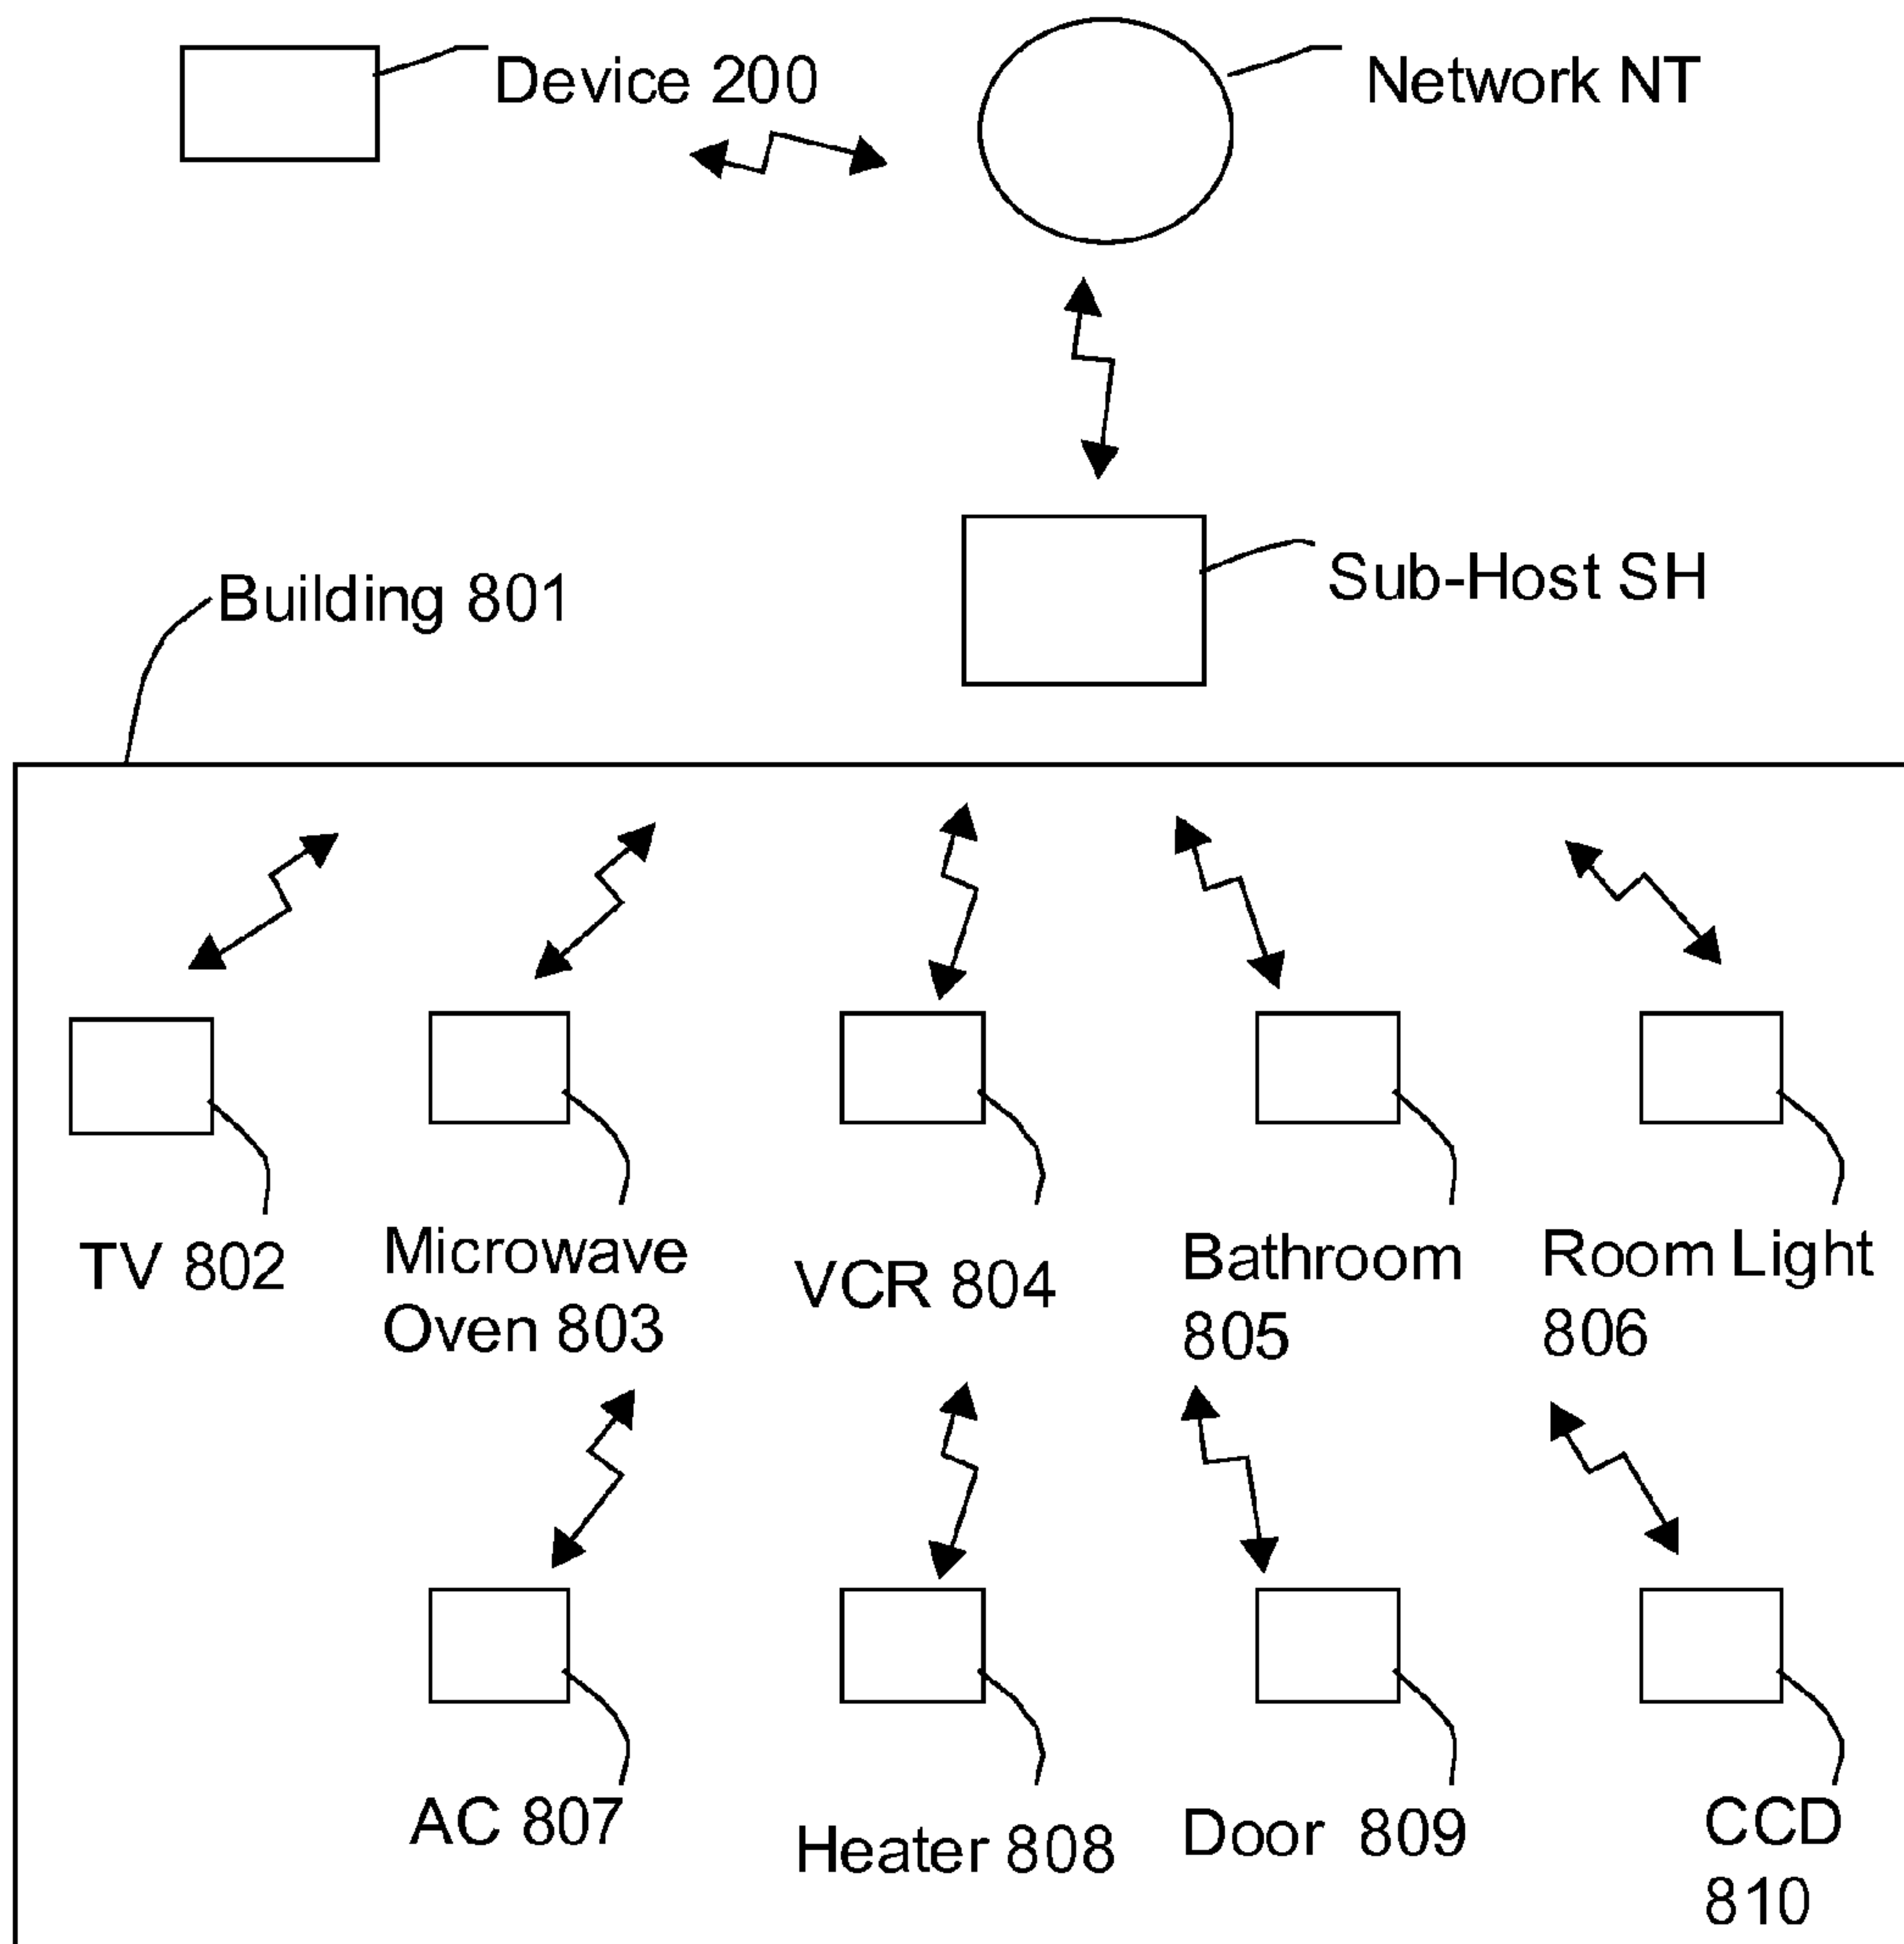 Device 200
Network NT
Sub-Host SH
Building 801
TV 802
Microwave
Oven 803
VCR 804
Bathroom
805
Room Light
806
AC 807
Heater 808
Door 809
CCD
810